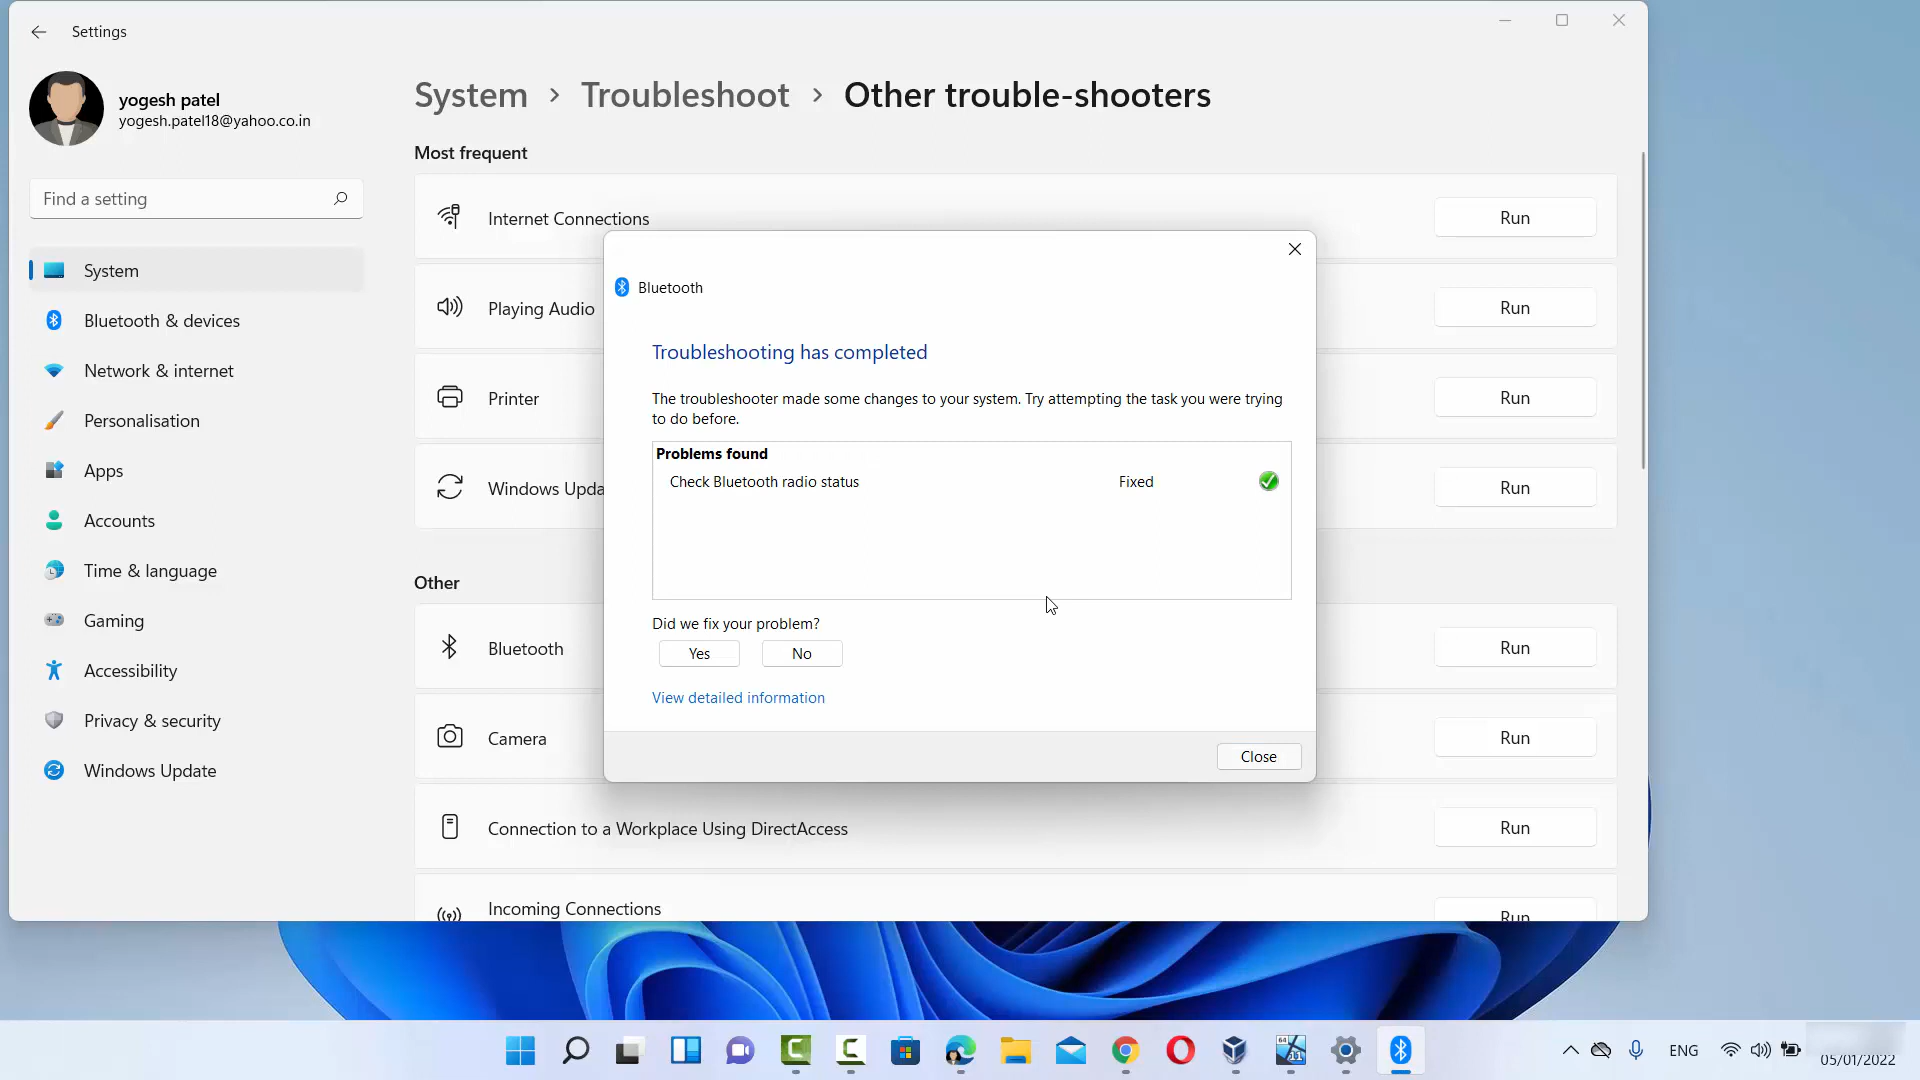 Settings
yogesh patel
yogesh.patel18@yahoo.co.in
Find a setting
System
Bluetooth & devices
Network & internet
Personalisation
Apps
Accounts
Time & language
Gaming
Accessibility
Privacy & security
Windows Update
System > Troubleshoot > Other trouble-shooters
Most frequent
Internet Connections
Run
Playing Audio
Run
Printer
Run
Windows Upda
Run
Other
Bluetooth
Run
Camera
Run
Connection to a Workplace Using DirectAccess
Run
Incoming Connections
Run
Bluetooth
Troubleshooting has completed
The troubleshooter made some changes to your system. Try attempting the task you were trying
to do before.
Problems found
Check Bluetooth radio status Fixed
Did we fix your problem?
Yes No
View detailed information
Close
64
11
ENG
05/01/2022